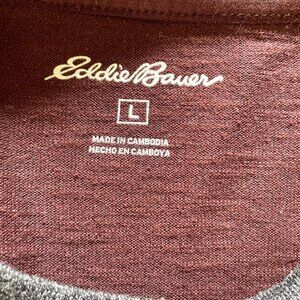 Eddie Bauer
L
MADE IN CAMBODIA
HECHO EN CAMBOYA